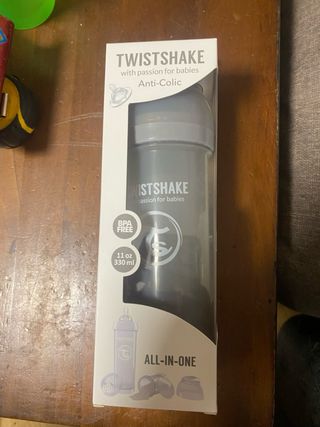 TWISTSHAKE
with passion for babies
Anti-Colic
TWISTSHAKE
passion for babies
BPA
FREE
11 oz
330 ml
ALL-IN-ONE